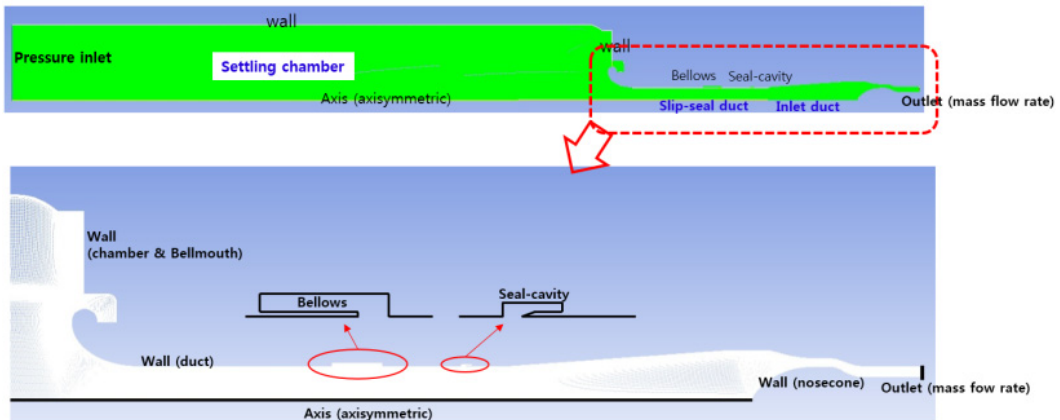 wall
wall
Pressure inlet
Settling chamber
Bellows Seal-cavity
Axis (axisymmetric)
Slip-seal duct Inlet duct
Outlet (mass flow rate)
Wall
(chamber & Bellmouth)
Bellows
Seal-cavity
Wall (duct)
Wall (nosecone)
Outlet (mass fow rate)
Axis (axisymmetric)